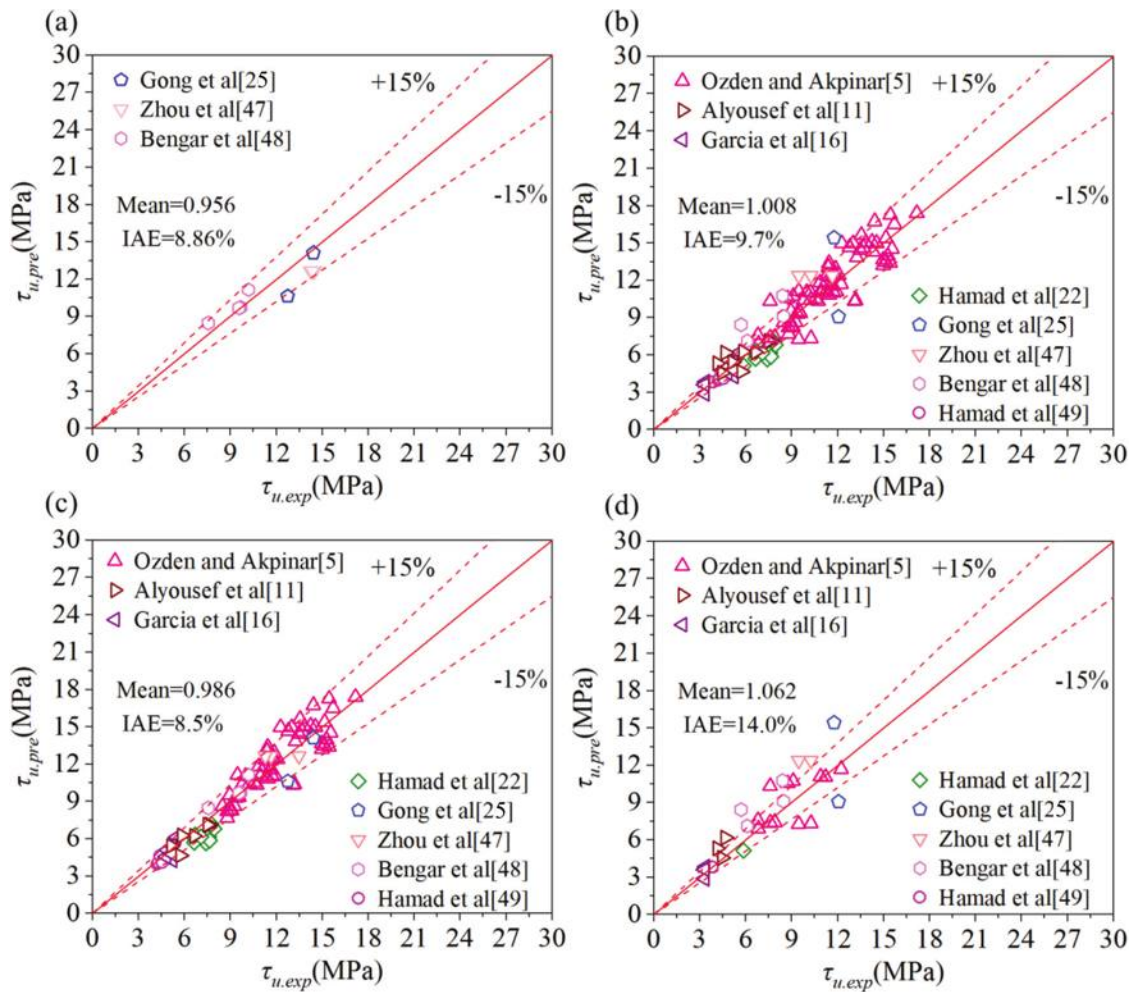 (a)
30
27
24
21
18
15
12
9
6
3
0
τu.pre(MPa)
Gong et al[25]
Zhou et al[47]
Bengar et al[48]
+15%
-15%
Mean=0.956
IAE=8.86%
0 3 6 9 12 15 18 21 24 27 30
τu.exp(MPa)
(b)
30
27
24
21
18
15
12
9
6
3
0
τu.pre(MPa)
Ozden and Akpinar[5]
Alyousef et al[11]
Garcia et al[16]
+15%
-15%
Mean=1.008
IAE=9.7%
Hamad et al[22]
Gong et al[25]
Zhou et al[47]
Bengar et al[48]
Hamad et al[49]
0 3 6 9 12 15 18 21 24 27 30
τu.exp(MPa)
(c)
30
27
24
21
18
15
12
9
6
3
0
τu.pre(MPa)
Ozden and Akpinar[5]
Alyousef et al[11]
Garcia et al[16]
+15%
-15%
Mean=0.986
IAE=8.5%
Hamad et al[22]
Gong et al[25]
Zhou et al[47]
Bengar et al[48]
Hamad et al[49]
0 3 6 9 12 15 18 21 24 27 30
τu.exp(MPa)
(d)
30
27
24
21
18
15
12
9
6
3
0
τu.pre(MPa)
Ozden and Akpinar[5]
Alyousef et al[11]
Garcia et al[16]
+15%
-15%
Mean=1.062
IAE=14.0%
Hamad et al[22]
Gong et al[25]
Zhou et al[47]
Bengar et al[48]
Hamad et al[49]
0 3 6 9 12 15 18 21 24 27 30
τu.exp(MPa)